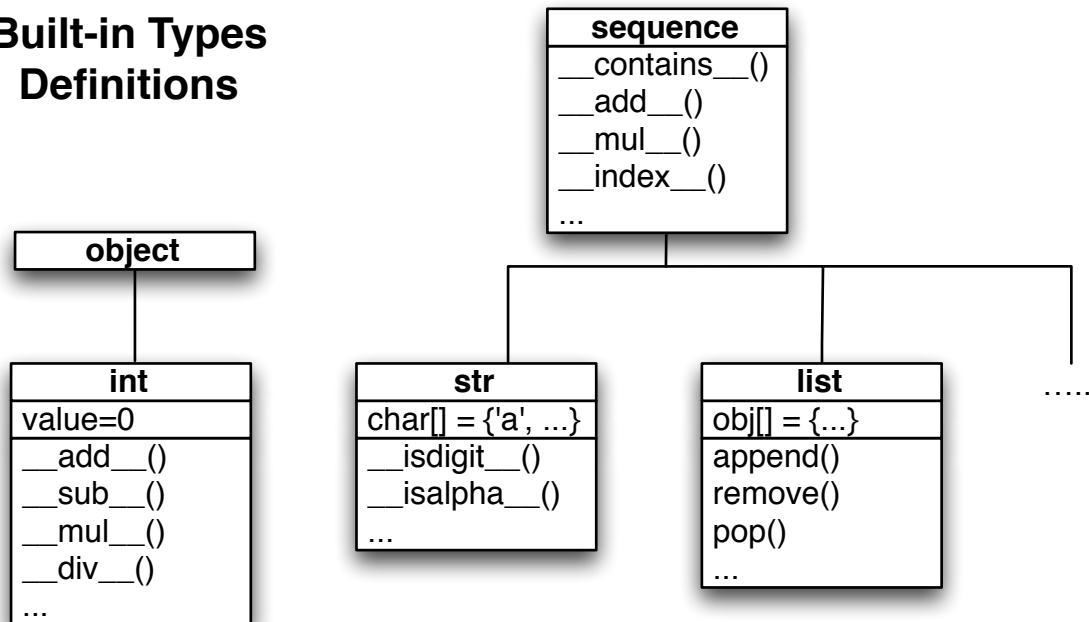 Built-in Types
Definitions
sequence
__contains__()
__add__()
__mul__()
__index__()
...
object
int
value=0
__add__()
__sub__()
__mul__()
__div__()
...
str
char[] = {'a', ...}
__isdigit__()
__isalpha__()
...
list
obj[] = {...}
append()
remove()
pop()
...
.....